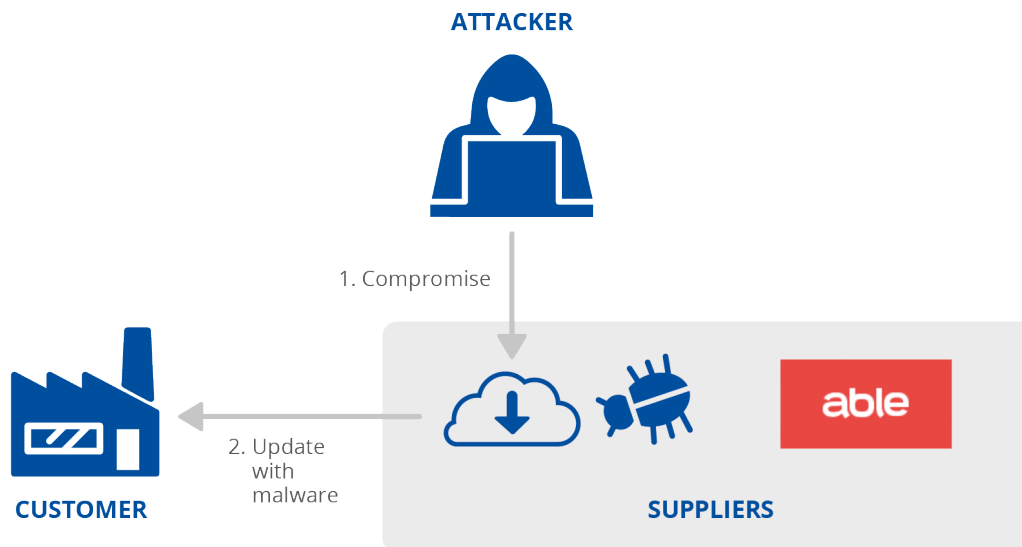 ATTACKER
1. Compromise
able
2. Update
with
malware
CUSTOMER
SUPPLIERS